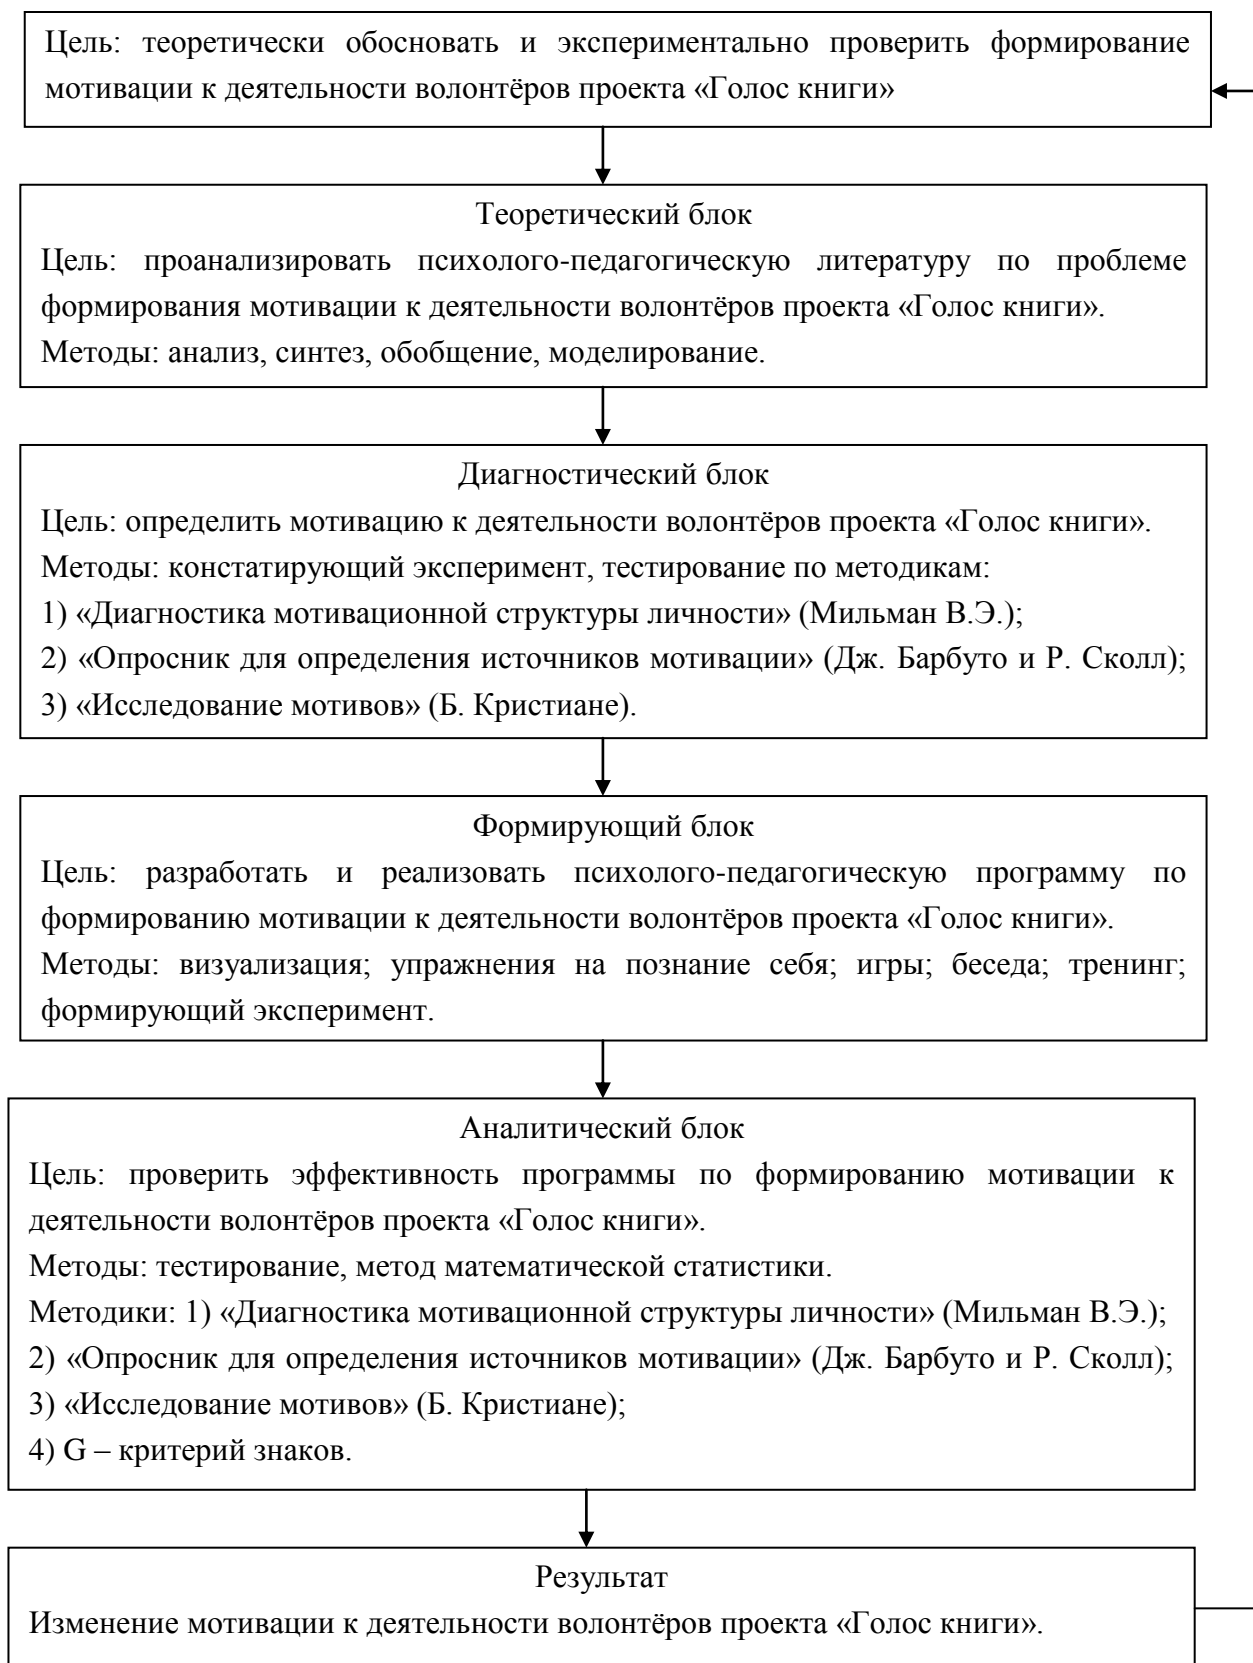 Цель: теоретически обосновать и экспериментально проверить формирование
мотивации к деятельности волонтёров проекта «Голос книги»
Теоретический блок
Цель: проанализировать психолого-педагогическую литературу по проблеме
формирования мотивации к деятельности волонтёров проекта «Голос книги».
Методы: анализ, синтез, обобщение, моделирование.
Диагностический блок
Цель: определить мотивацию к деятельности волонтёров проекта «Голос книги».
Методы: констатирующий эксперимент, тестирование по методикам:
1) «Диагностика мотивационной структуры личности» (Мильман В.Э.);
2) «Опросник для определения источников мотивации» (Дж. Барбуто и Р. Сколл);
3) «Исследование мотивов» (Б. Кристиане).
Формирующий блок
Цель: разработать и реализовать психолого-педагогическую программу по
формированию мотивации к деятельности волонтёров проекта «Голос книги».
Методы: визуализация; упражнения на познание себя; игры; беседа; тренинг;
формирующий эксперимент.
Аналитический блок
Цель: проверить эффективность программы по формированию мотивации к
деятельности волонтёров проекта «Голос книги».
Методы: тестирование, метод математической статистики.
Методики: 1) «Диагностика мотивационной структуры личности» (Мильман В.Э.);
2) «Опросник для определения источников мотивации» (Дж. Барбуто и Р. Сколл);
3) «Исследование мотивов» (Б. Кристиане);
4) G – критерий знаков.
Результат
Изменение мотивации к деятельности волонтёров проекта «Голос книги».